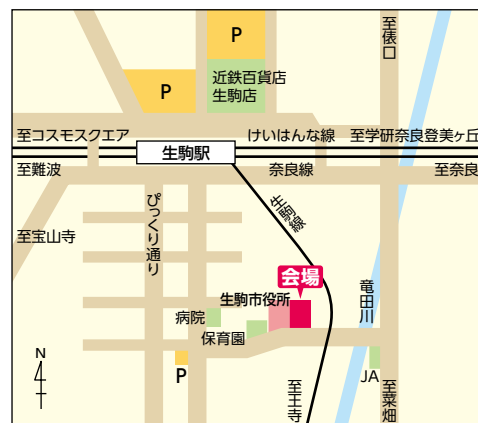 P
至俵口
近鉄百貨店
生駒店
P
至コスモスクエア
けいはんな線
至学研奈良登美ヶ丘
生駒駅
至難波
奈良線
至奈良
ぴっくり通り
生駒線
至宝山寺
会場
竜田川
生駒市役所
病院
保育園
N
P
JA
至王寺
至菜畑